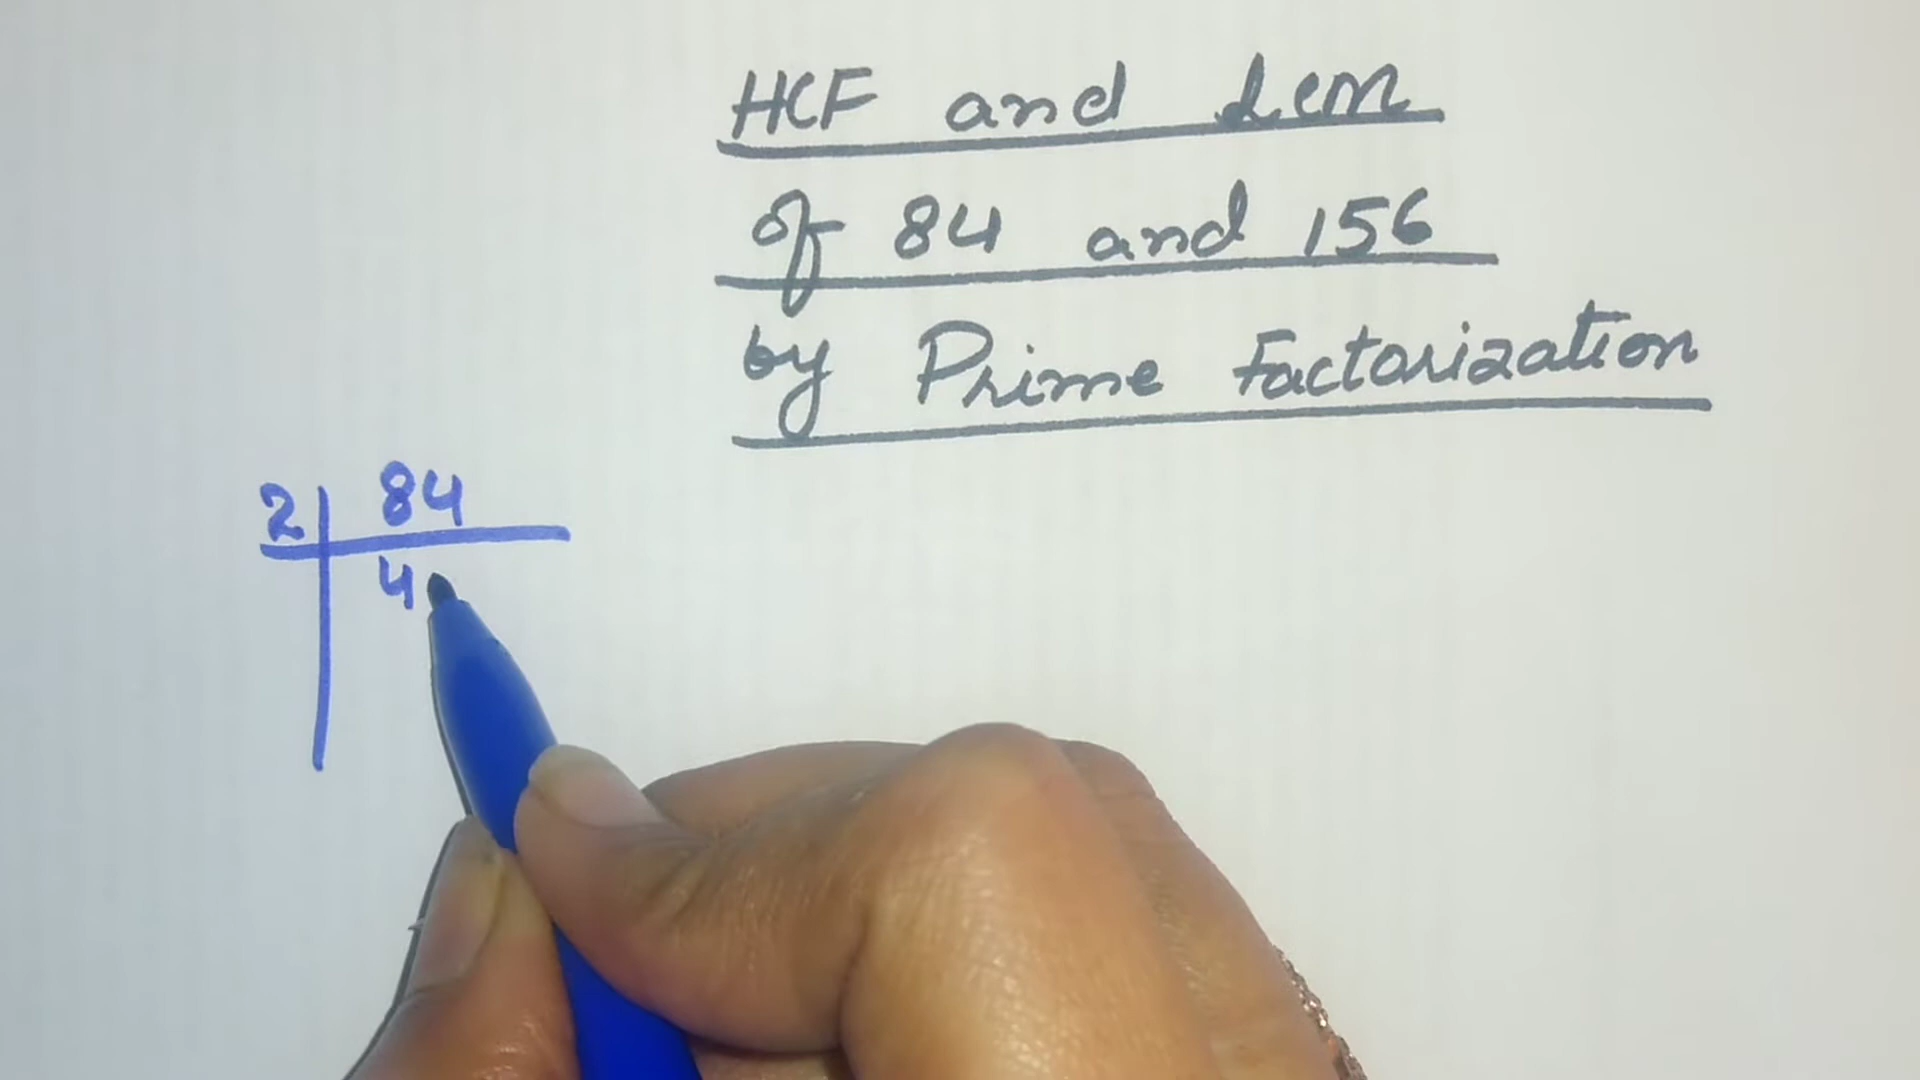 HCF and LCM
of 84 and 156
by Prime Factorization
2 84
4